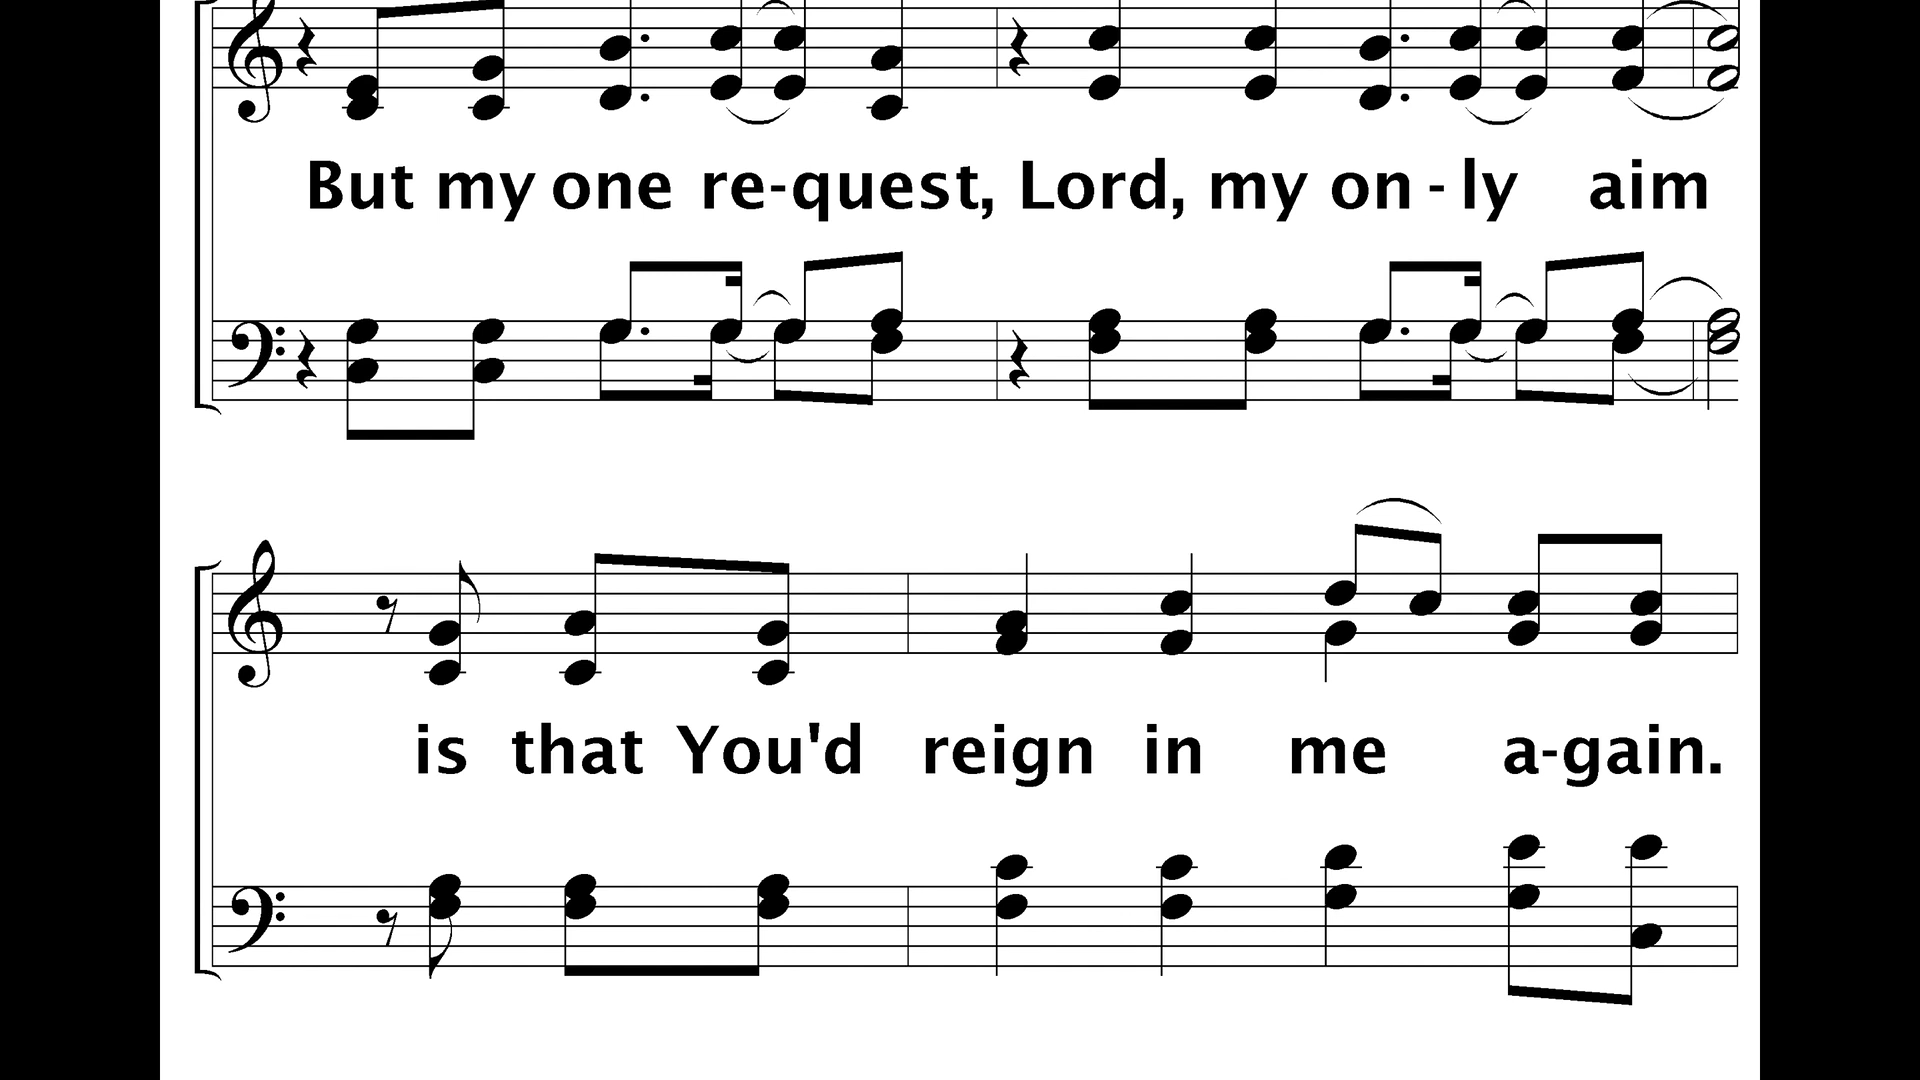 But my one re-quest, Lord, my on - ly aim
is that You'd reign in me a-gain.